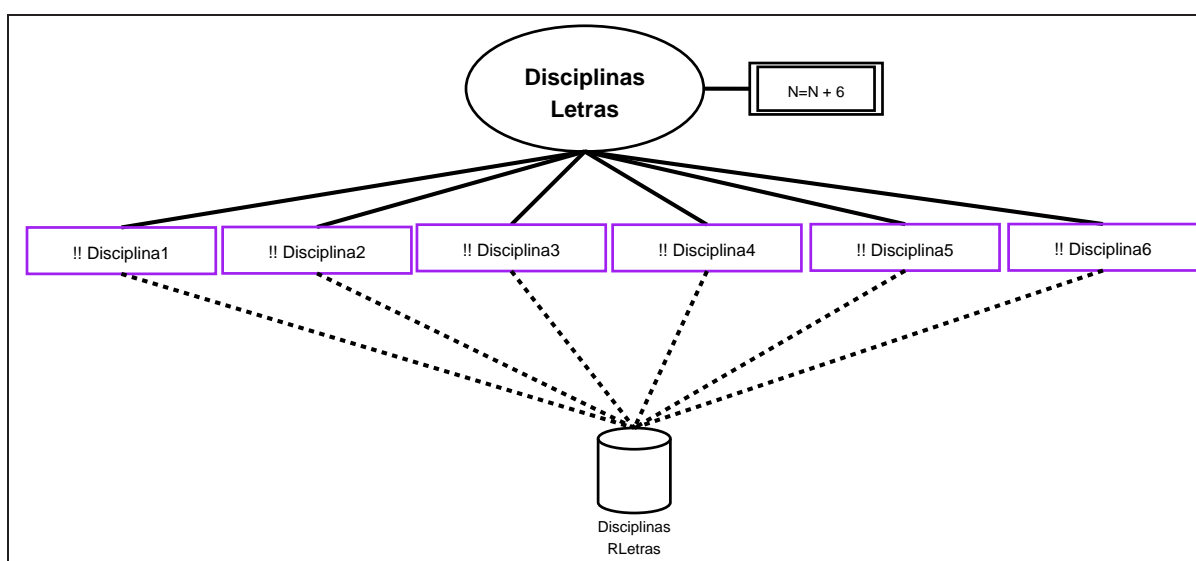 Disciplinas
Letras
N=N + 6
!! Disciplina1
!! Disciplina2
!! Disciplina3
!! Disciplina4
!! Disciplina5
!! Disciplina6
Disciplinas
RLetras